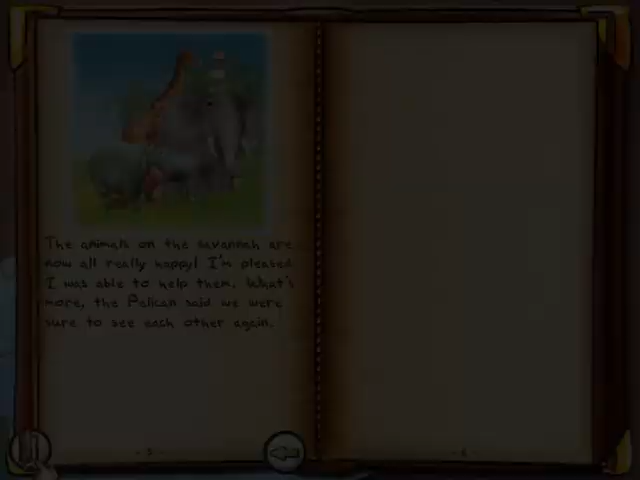 The animals on the savannah are
now all really happy! I'm pleased
I was able to help them. What's
more, the Pelican said we were
sure to see each other again.